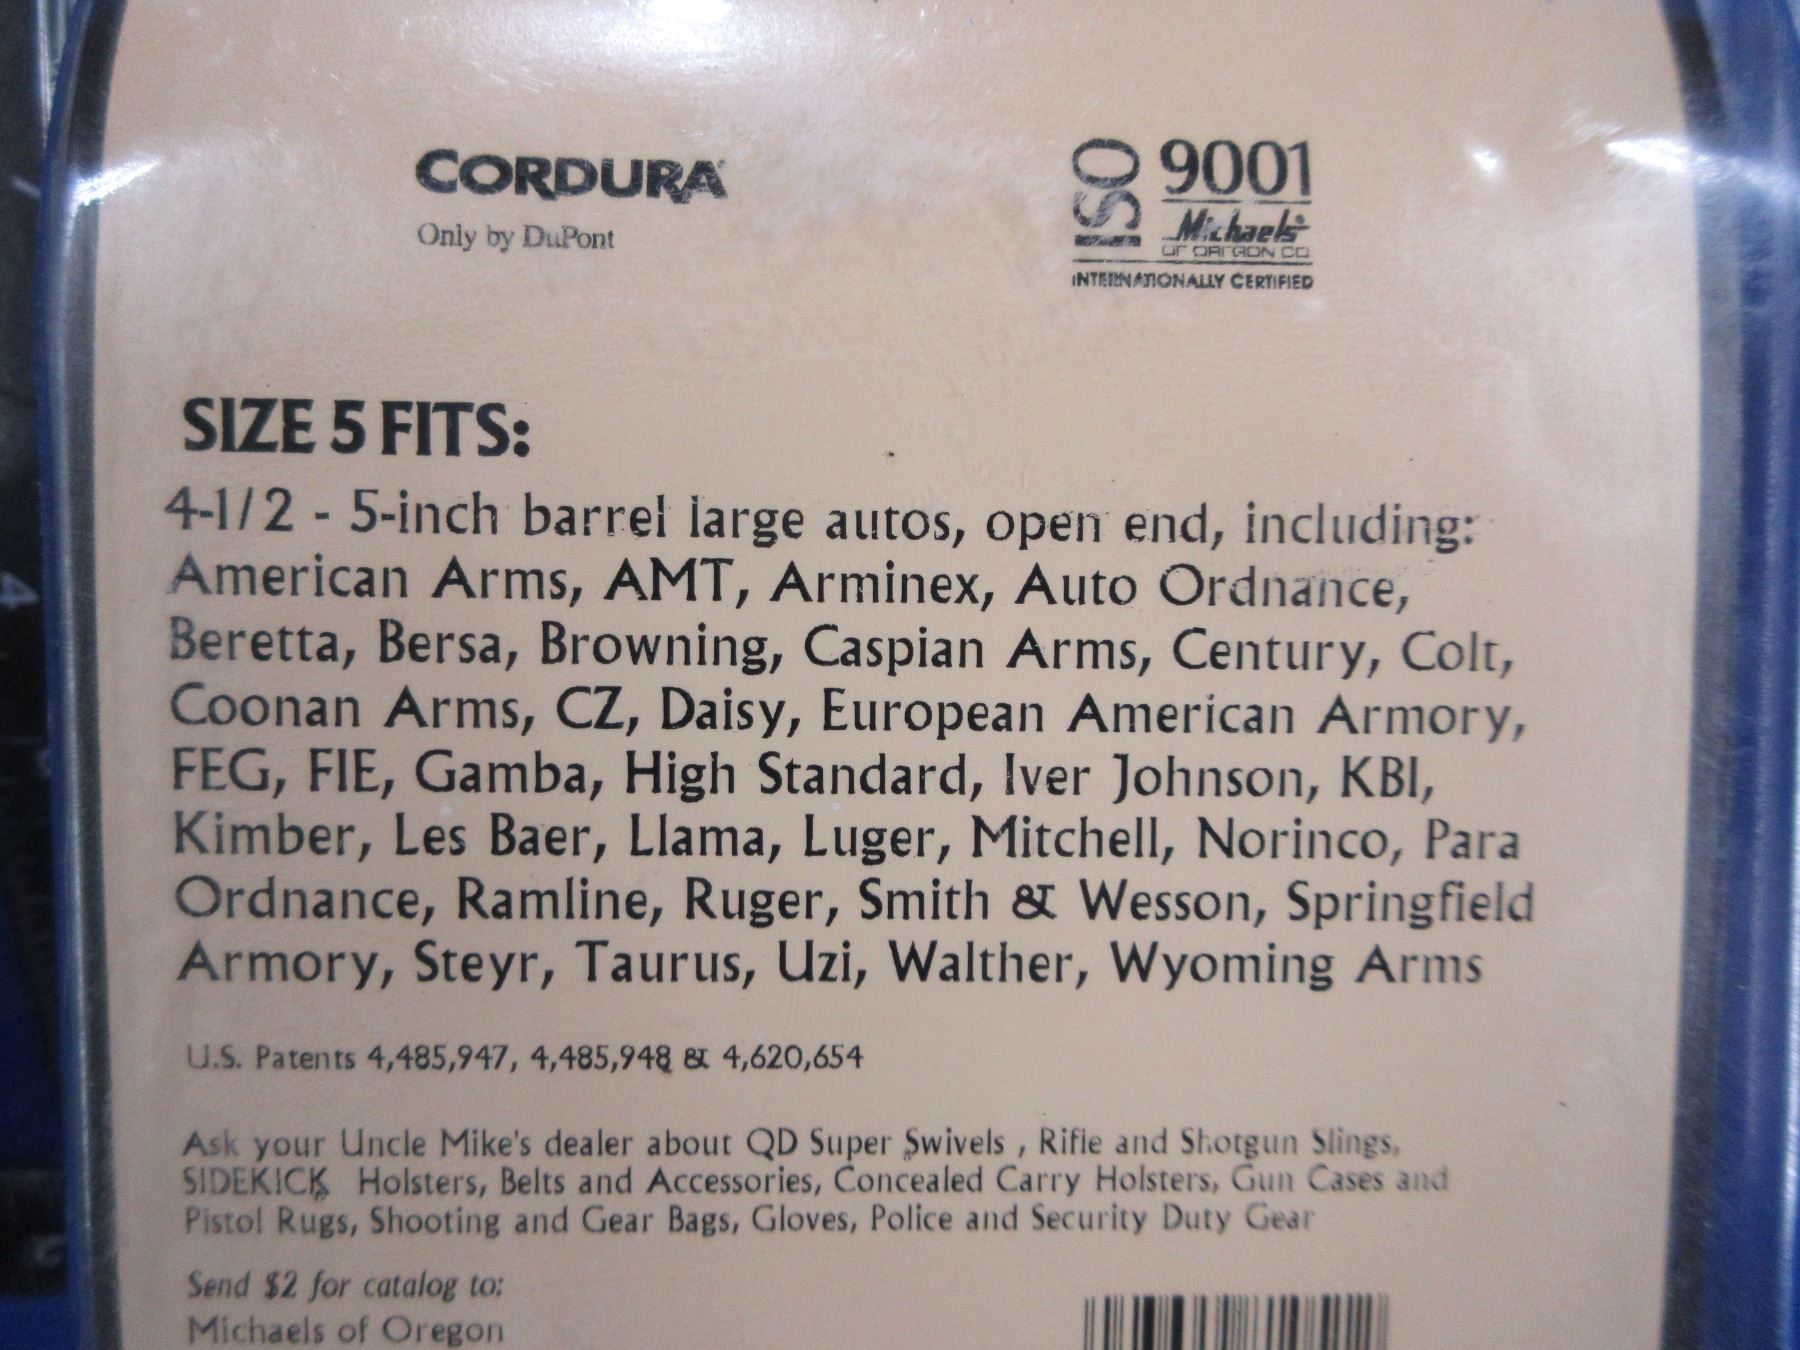 CORDURA
Only by DuPont
ISO 9001
Michaels®
OF OREGON CO
INTERNATIONALLY CERTIFIED
SIZE 5 FITS:
4-1/2 - 5-inch barrel large autos, open end, including:
American Arms, AMT, Arminex, Auto Ordnance,
Beretta, Bersa, Browning, Caspian Arms, Century, Colt,
Coonan Arms, CZ, Daisy, European American Armory,
FEG, FIE, Gamba, High Standard, Iver Johnson, KBI,
Kimber, Les Baer, Llama, Luger, Mitchell, Norinco, Para
Ordnance, Ramline, Ruger, Smith & Wesson, Springfield
Armory, Steyr, Taurus, Uzi, Walther, Wyoming Arms
U.S. Patents 4,485,947, 4,485,948 & 4,620,654
Ask your Uncle Mike's dealer about QD Super Swivels , Rifle and Shotgun Slings,
SIDEKICK Holsters, Belts and Accessories, Concealed Carry Holsters, Gun Cases and
Pistol Rugs, Shooting and Gear Bags, Gloves, Police and Security Duty Gear
Send $2 for catalog to:
Michaels of Oregon